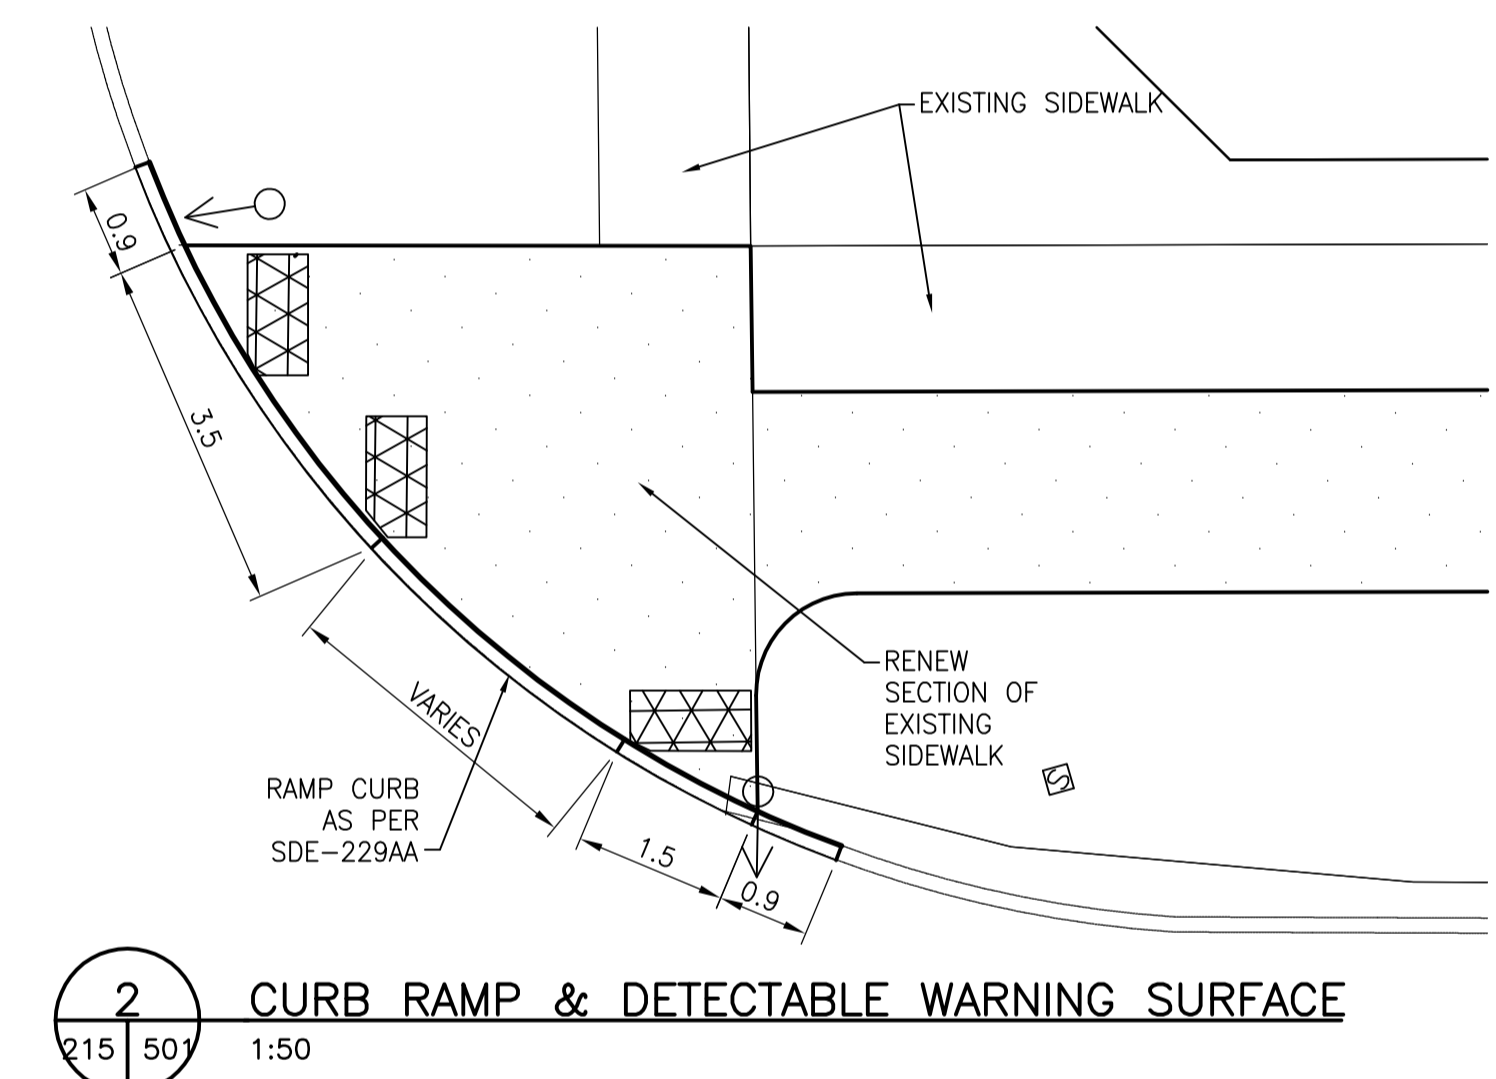 EXISTING SIDEWALK
0.9
3.5
VARIES
RENEW
SECTION OF
EXISTING
SIDEWALK
S
RAMP CURB
AS PER
SDE-229AA
1.5
0.9
2
215 501
CURB RAMP & DETECTABLE WARNING SURFACE
1:50